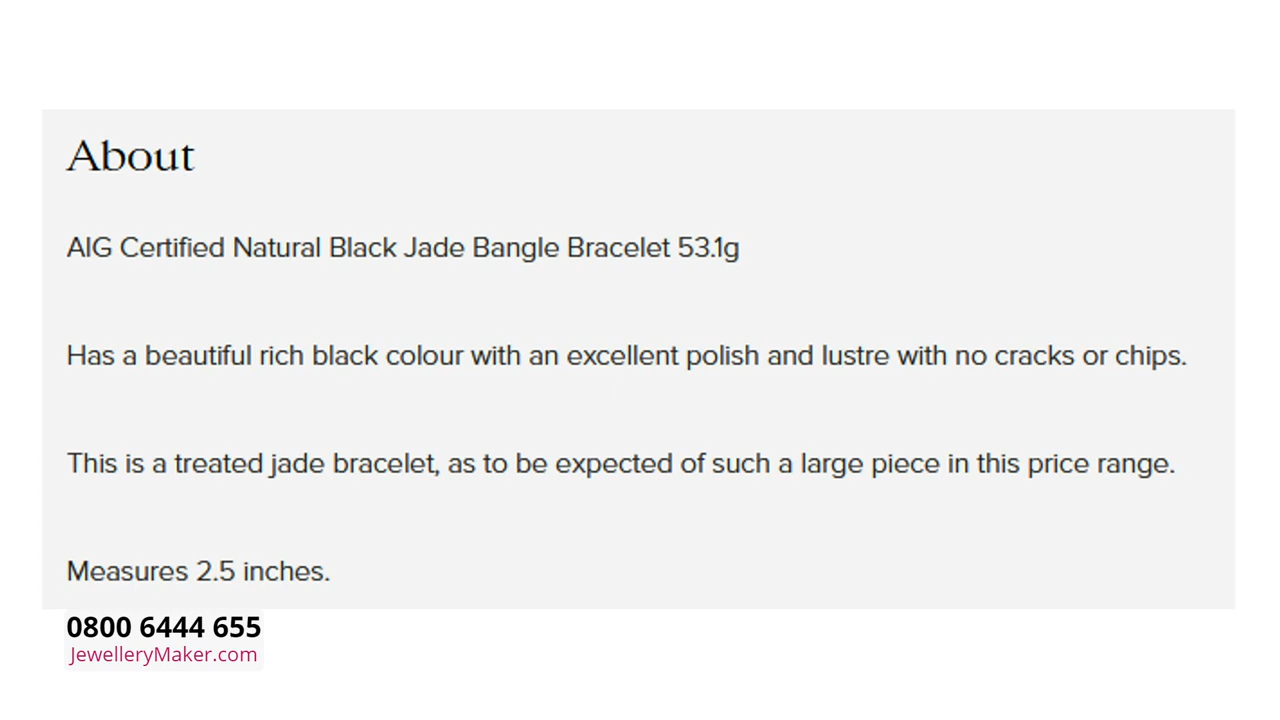 About
AIG Certified Natural Black Jade Bangle Bracelet 53.1g
Has a beautiful rich black colour with an excellent polish and lustre with no cracks or chips.
This is a treated jade bracelet, as to be expected of such a large piece in this price range.
Measures 2.5 inches.
0800 6444 655
JewelleryMaker.com